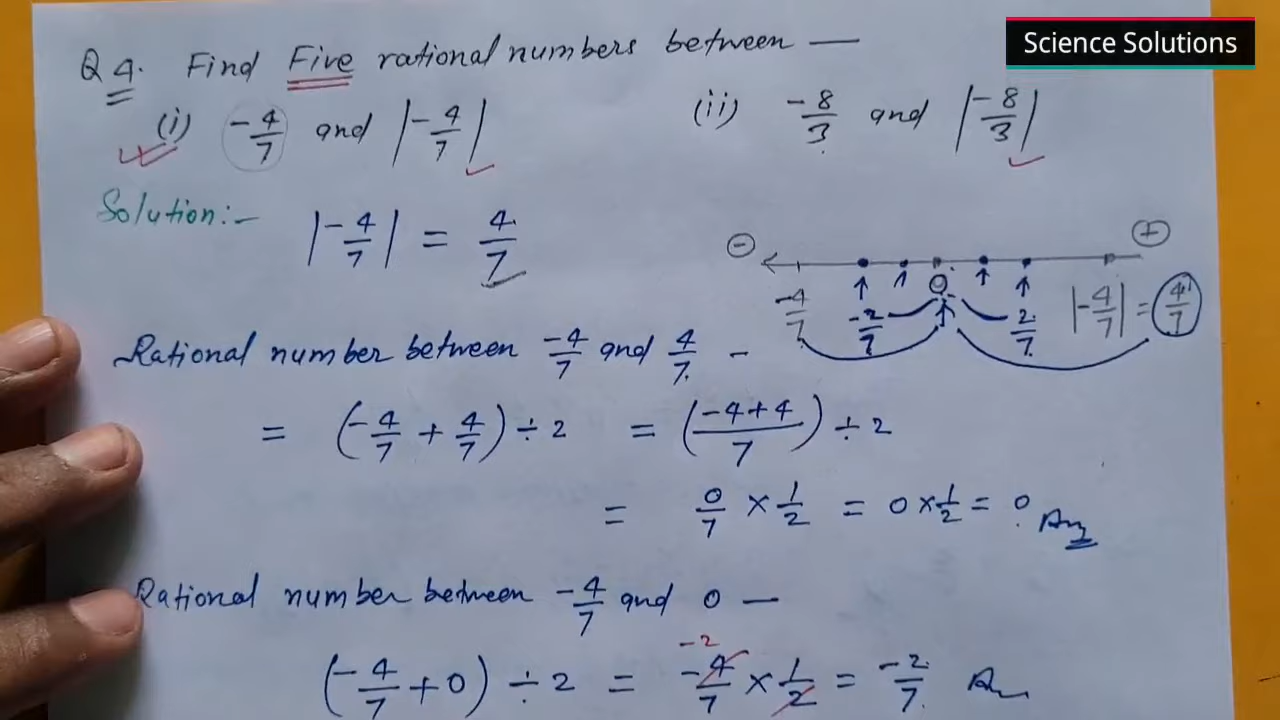 Science Solutions
Q 4. Find Five rational numbers between —
(i) -4/7 and |-4/7| (ii) -8/3 and |-8/3|
Solution:-
|-4/7| = 4/7
⊖ ⊕
-4/7 -2/7 0 2/7 |-4/7| = 4/7
Rational number between -4/7 and 4/7 -
= (-4/7 + 4/7) ÷ 2 = (-4+4/7) ÷ 2
= 0/7 × 1/2 = 0 × 1/2 = 0 Ans
Rational number between -4/7 and 0 —
-2
(-4/7 + 0) ÷ 2 = -4/7 × 1/2 = -2/7 An